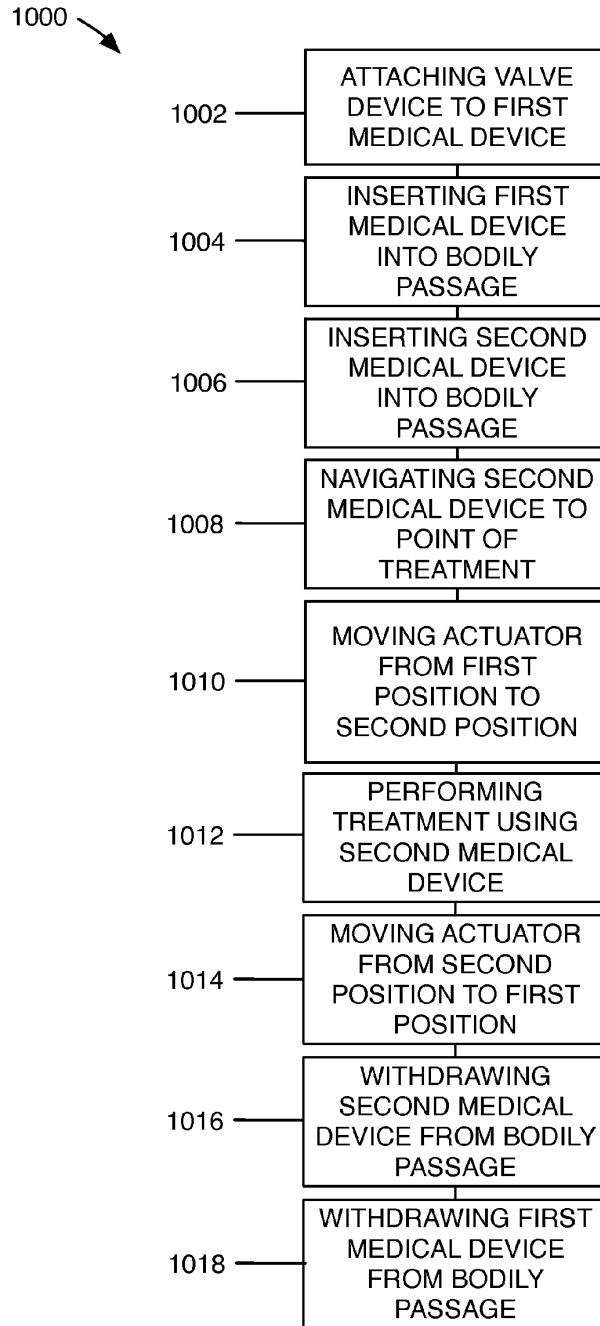 1000
1002
ATTACHING VALVE
DEVICE TO FIRST
MEDICAL DEVICE
1004
INSERTING FIRST
MEDICAL DEVICE
INTO BODILY
PASSAGE
1006
INSERTING SECOND
MEDICAL DEVICE
INTO BODILY
PASSAGE
1008
NAVIGATING SECOND
MEDICAL DEVICE TO
POINT OF
TREATMENT
1010
MOVING ACTUATOR
FROM FIRST
POSITION TO
SECOND POSITION
1012
PERFORMING
TREATMENT USING
SECOND MEDICAL
DEVICE
1014
MOVING ACTUATOR
FROM SECOND
POSITION TO FIRST
POSITION
1016
WITHDRAWING
SECOND MEDICAL
DEVICE FROM BODILY
PASSAGE
1018
WITHDRAWING FIRST
MEDICAL DEVICE
FROM BODILY
PASSAGE